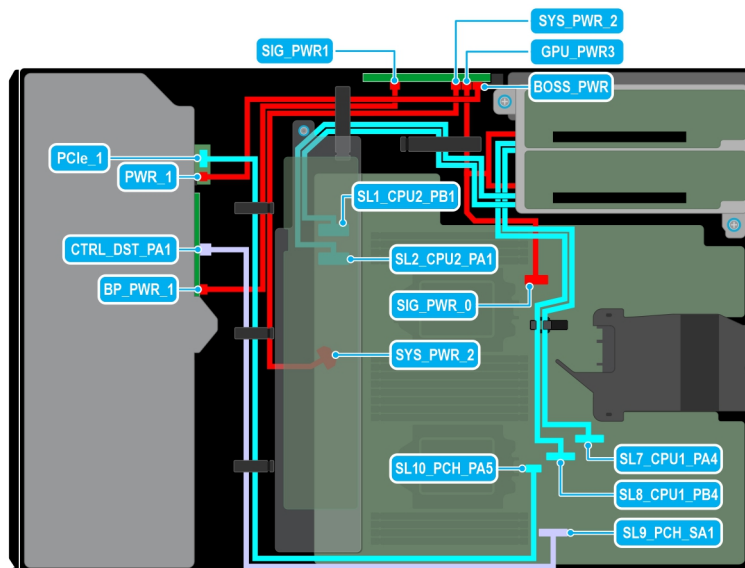 SYS_PWR_2
SIG_PWR1
GPU_PWR3
BOSS_PWR
PCIe_1
PWR_1
SL1_CPU2_PB1
CTRL_DST_PA1
SL2_CPU2_PA1
BP_PWR_1
SIG_PWR_0
SYS_PWR_2
SL7_CPU1_PA4
SL10_PCH_PA5
SL8_CPU1_PB4
SL9_PCH_SA1